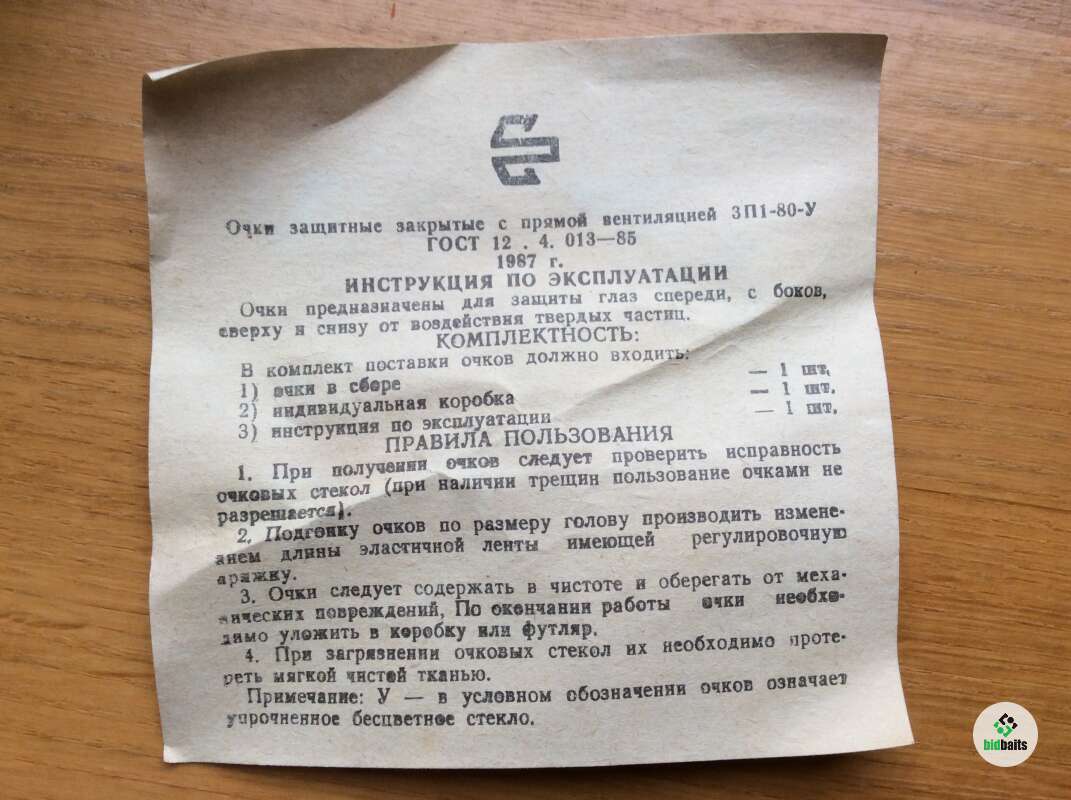 Очки защитные закрытые с прямой вентиляцией ЗП1-80-У
ГОСТ 12 . 4. 013—85
1987 г.
ИНСТРУКЦИЯ ПО ЭКСПЛУАТАЦИИ
Очки предназначены для защиты глаз спереди, с боков,
сверху и снизу от воздействия твердых частиц.
КОМПЛЕКТНОСТЬ:
В комплект поставки очков должно входить:
1) очки в сборе — 1 шт.
2) индивидуальная коробка — 1 шт.
3) инструкция по эксплуатации — 1 шт.
ПРАВИЛА ПОЛЬЗОВАНИЯ
1. При получении очков следует проверить исправность
очковых стекол (при наличии трещин пользование очками не
разрешается).
2. Подгонку очков по размеру голову производить измене-
нием длины эластичной ленты имеющей регулировочную
пряжку.
3. Очки следует содержать в чистоте и оберегать от меха-
нических повреждений. По окончании работы очки необхо-
димо уложить в коробку или футляр.
4. При загрязнении очковых стекол их необходимо проте-
реть мягкой чистой тканью.
Примечание: У — в условном обозначении очков означает
упрочненное бесцветное стекло.
bidbaits